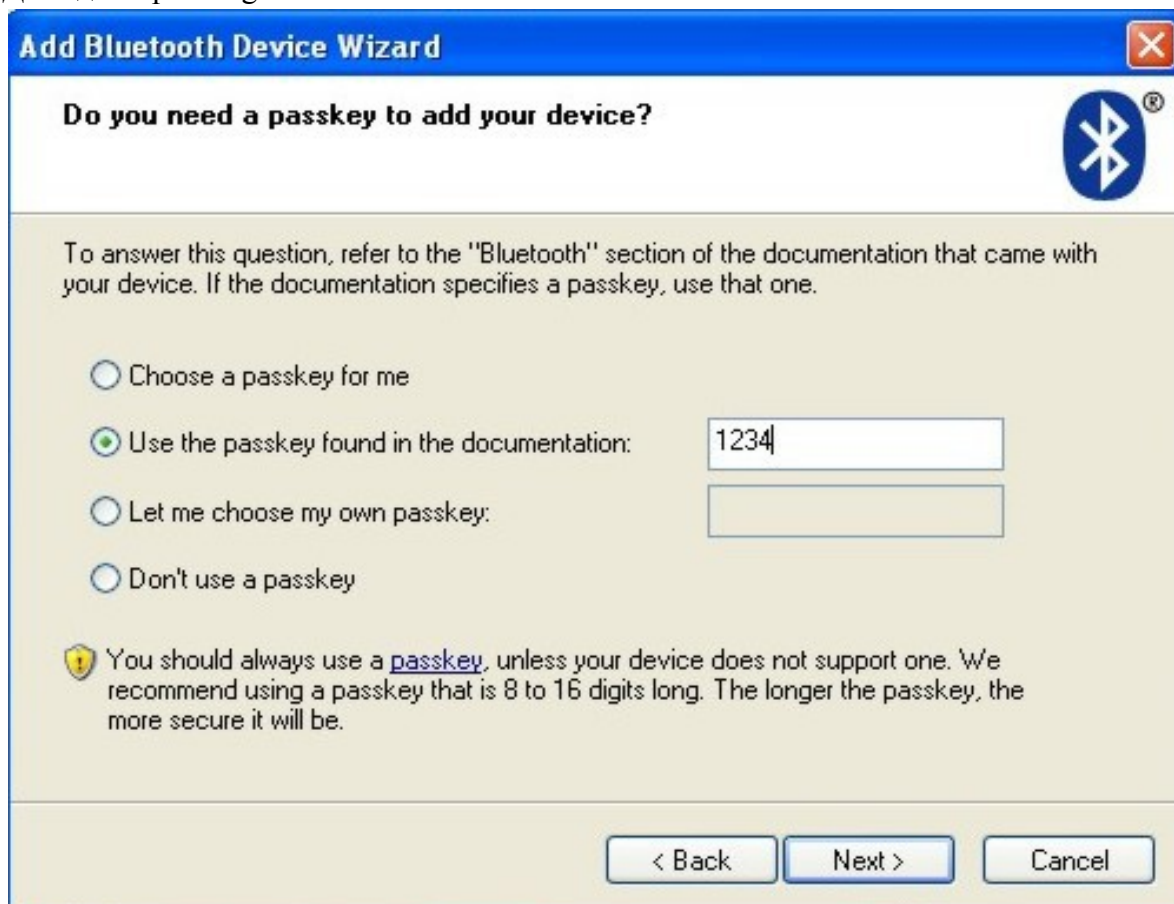 Add Bluetooth Device Wizard
Do you need a passkey to add your device?
®
To answer this question, refer to the "Bluetooth" section of the documentation that came with
your device. If the documentation specifies a passkey, use that one.
Choose a passkey for me
Use the passkey found in the documentation: 1234
Let me choose my own passkey:
Don't use a passkey
You should always use a passkey, unless your device does not support one. We
recommend using a passkey that is 8 to 16 digits long. The longer the passkey, the
more secure it will be.
< Back Next > Cancel